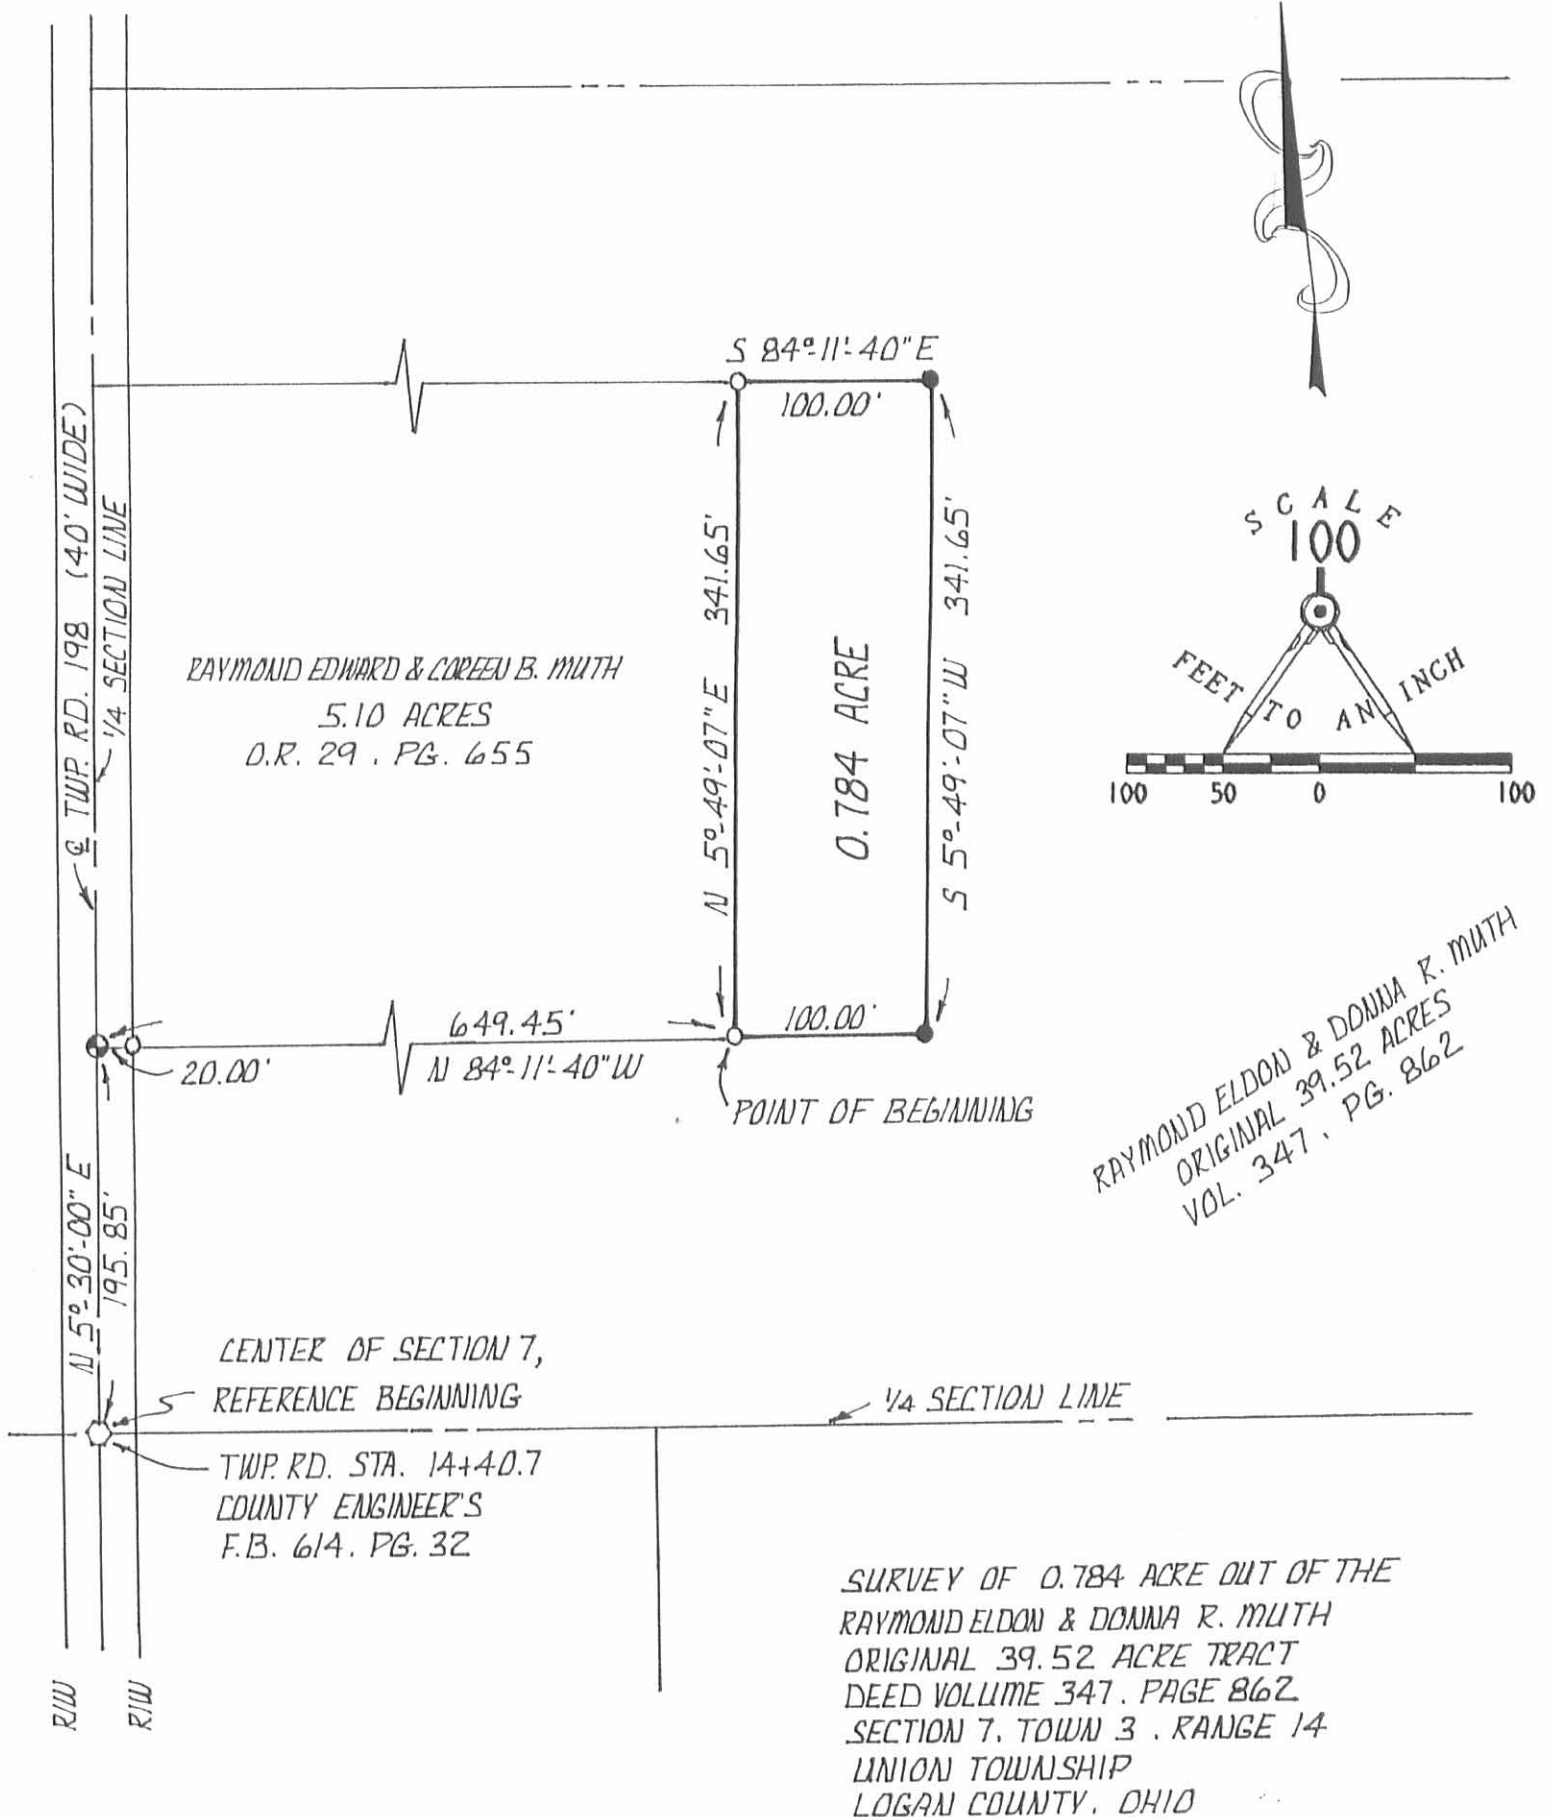 S 84°-11'-40" E
100.00'
℄ TWP. RD. 198 (40' WIDE)
1/4 SECTION LINE
N 5°-49'-07" E 341.65'
0.784 ACRE
S 5°-49'-07" W 341.65'
RAYMOND EDWARD & COREEN B. MUTH
5.10 ACRES
O.R. 29, PG. 655
SCALE
100
FEET TO AN INCH
100 50 0 100
649.45'
N 84°-11'-40" W
100.00'
20.00'
POINT OF BEGINNING
RAYMOND ELDON & DONNA R. MUTH
ORIGINAL 39.52 ACRES
VOL. 347, PG. 862
N 5°-30'-00" E
195.85'
CENTER OF SECTION 7,
REFERENCE BEGINNING
1/4 SECTION LINE
TWP. RD. STA. 14+40.7
COUNTY ENGINEER'S
F.B. 614, PG. 32
R/W
R/W
SURVEY OF 0.784 ACRE OUT OF THE
RAYMOND ELDON & DONNA R. MUTH
ORIGINAL 39.52 ACRE TRACT
DEED VOLUME 347, PAGE 862
SECTION 7, TOWN 3, RANGE 14
UNION TOWNSHIP
LOGAN COUNTY, OHIO